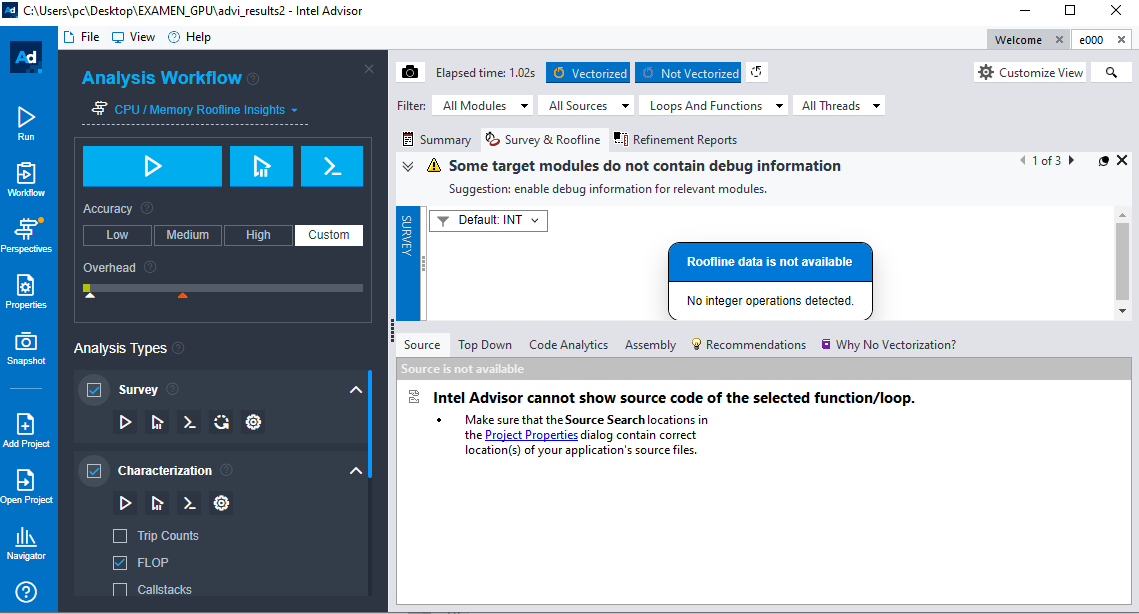 C:\Users\pc\Desktop\EXAMEN_GPU\advi_results2 - Intel Advisor
File View Help
Welcome
e000
Ad
Run
Workflow
Perspectives
Properties
Snapshot
Add Project
Open Project
Navigator
Analysis Workflow
CPU / Memory Roofline Insights
Accuracy
Low Medium High Custom
Overhead
Analysis Types
Survey
Characterization
Trip Counts
FLOP
Callstacks
Elapsed time: 1.02s
Vectorized
Not Vectorized
Customize View
Filter: All Modules All Sources Loops And Functions All Threads
Summary Survey & Roofline Refinement Reports
Some target modules do not contain debug information
1 of 3
Suggestion: enable debug information for relevant modules.
SURVEY
Default: INT
Roofline data is not available
No integer operations detected.
Source Top Down Code Analytics Assembly Recommendations Why No Vectorization?
Source is not available
Intel Advisor cannot show source code of the selected function/loop.
• Make sure that the Source Search locations in
the Project Properties dialog contain correct
location(s) of your application's source files.